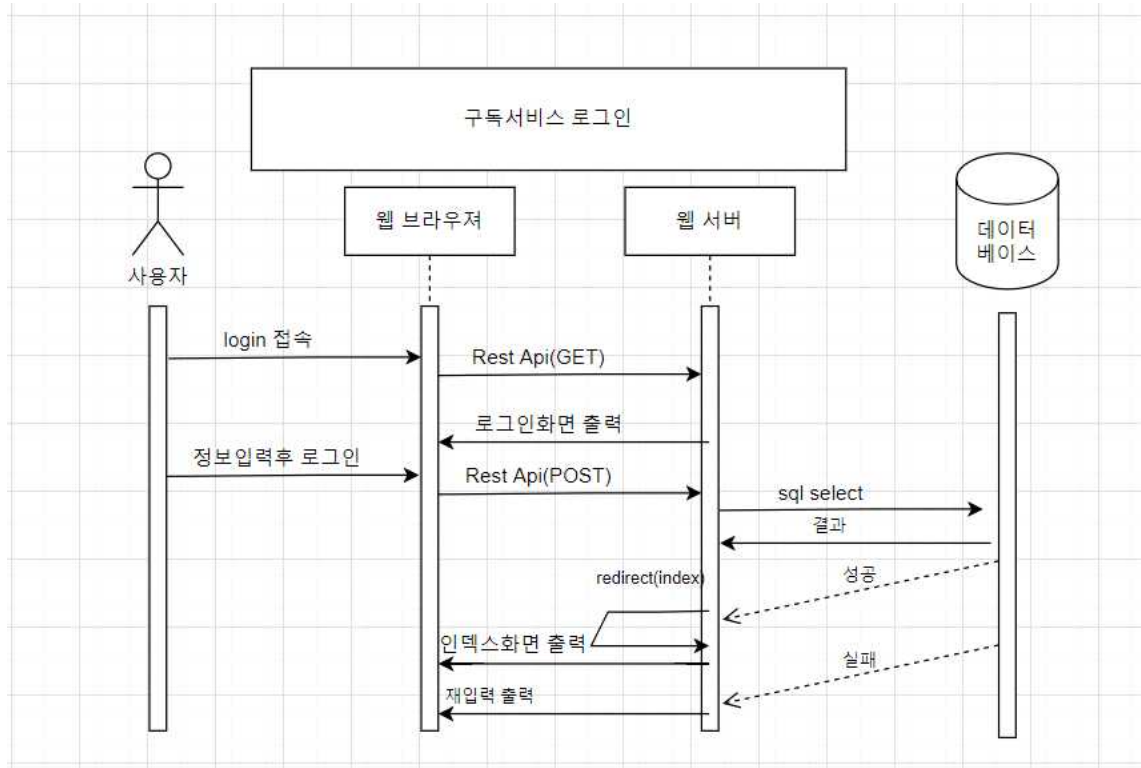 구독서비스 로그인
웹 브라우져
웹 서버
데이터
베이스
사용자
login 접속
Rest Api(GET)
로그인화면 출력
정보입력후 로그인
Rest Api(POST)
sql select
결과
redirect(index)
성공
인덱스화면 출력
실패
재입력 출력